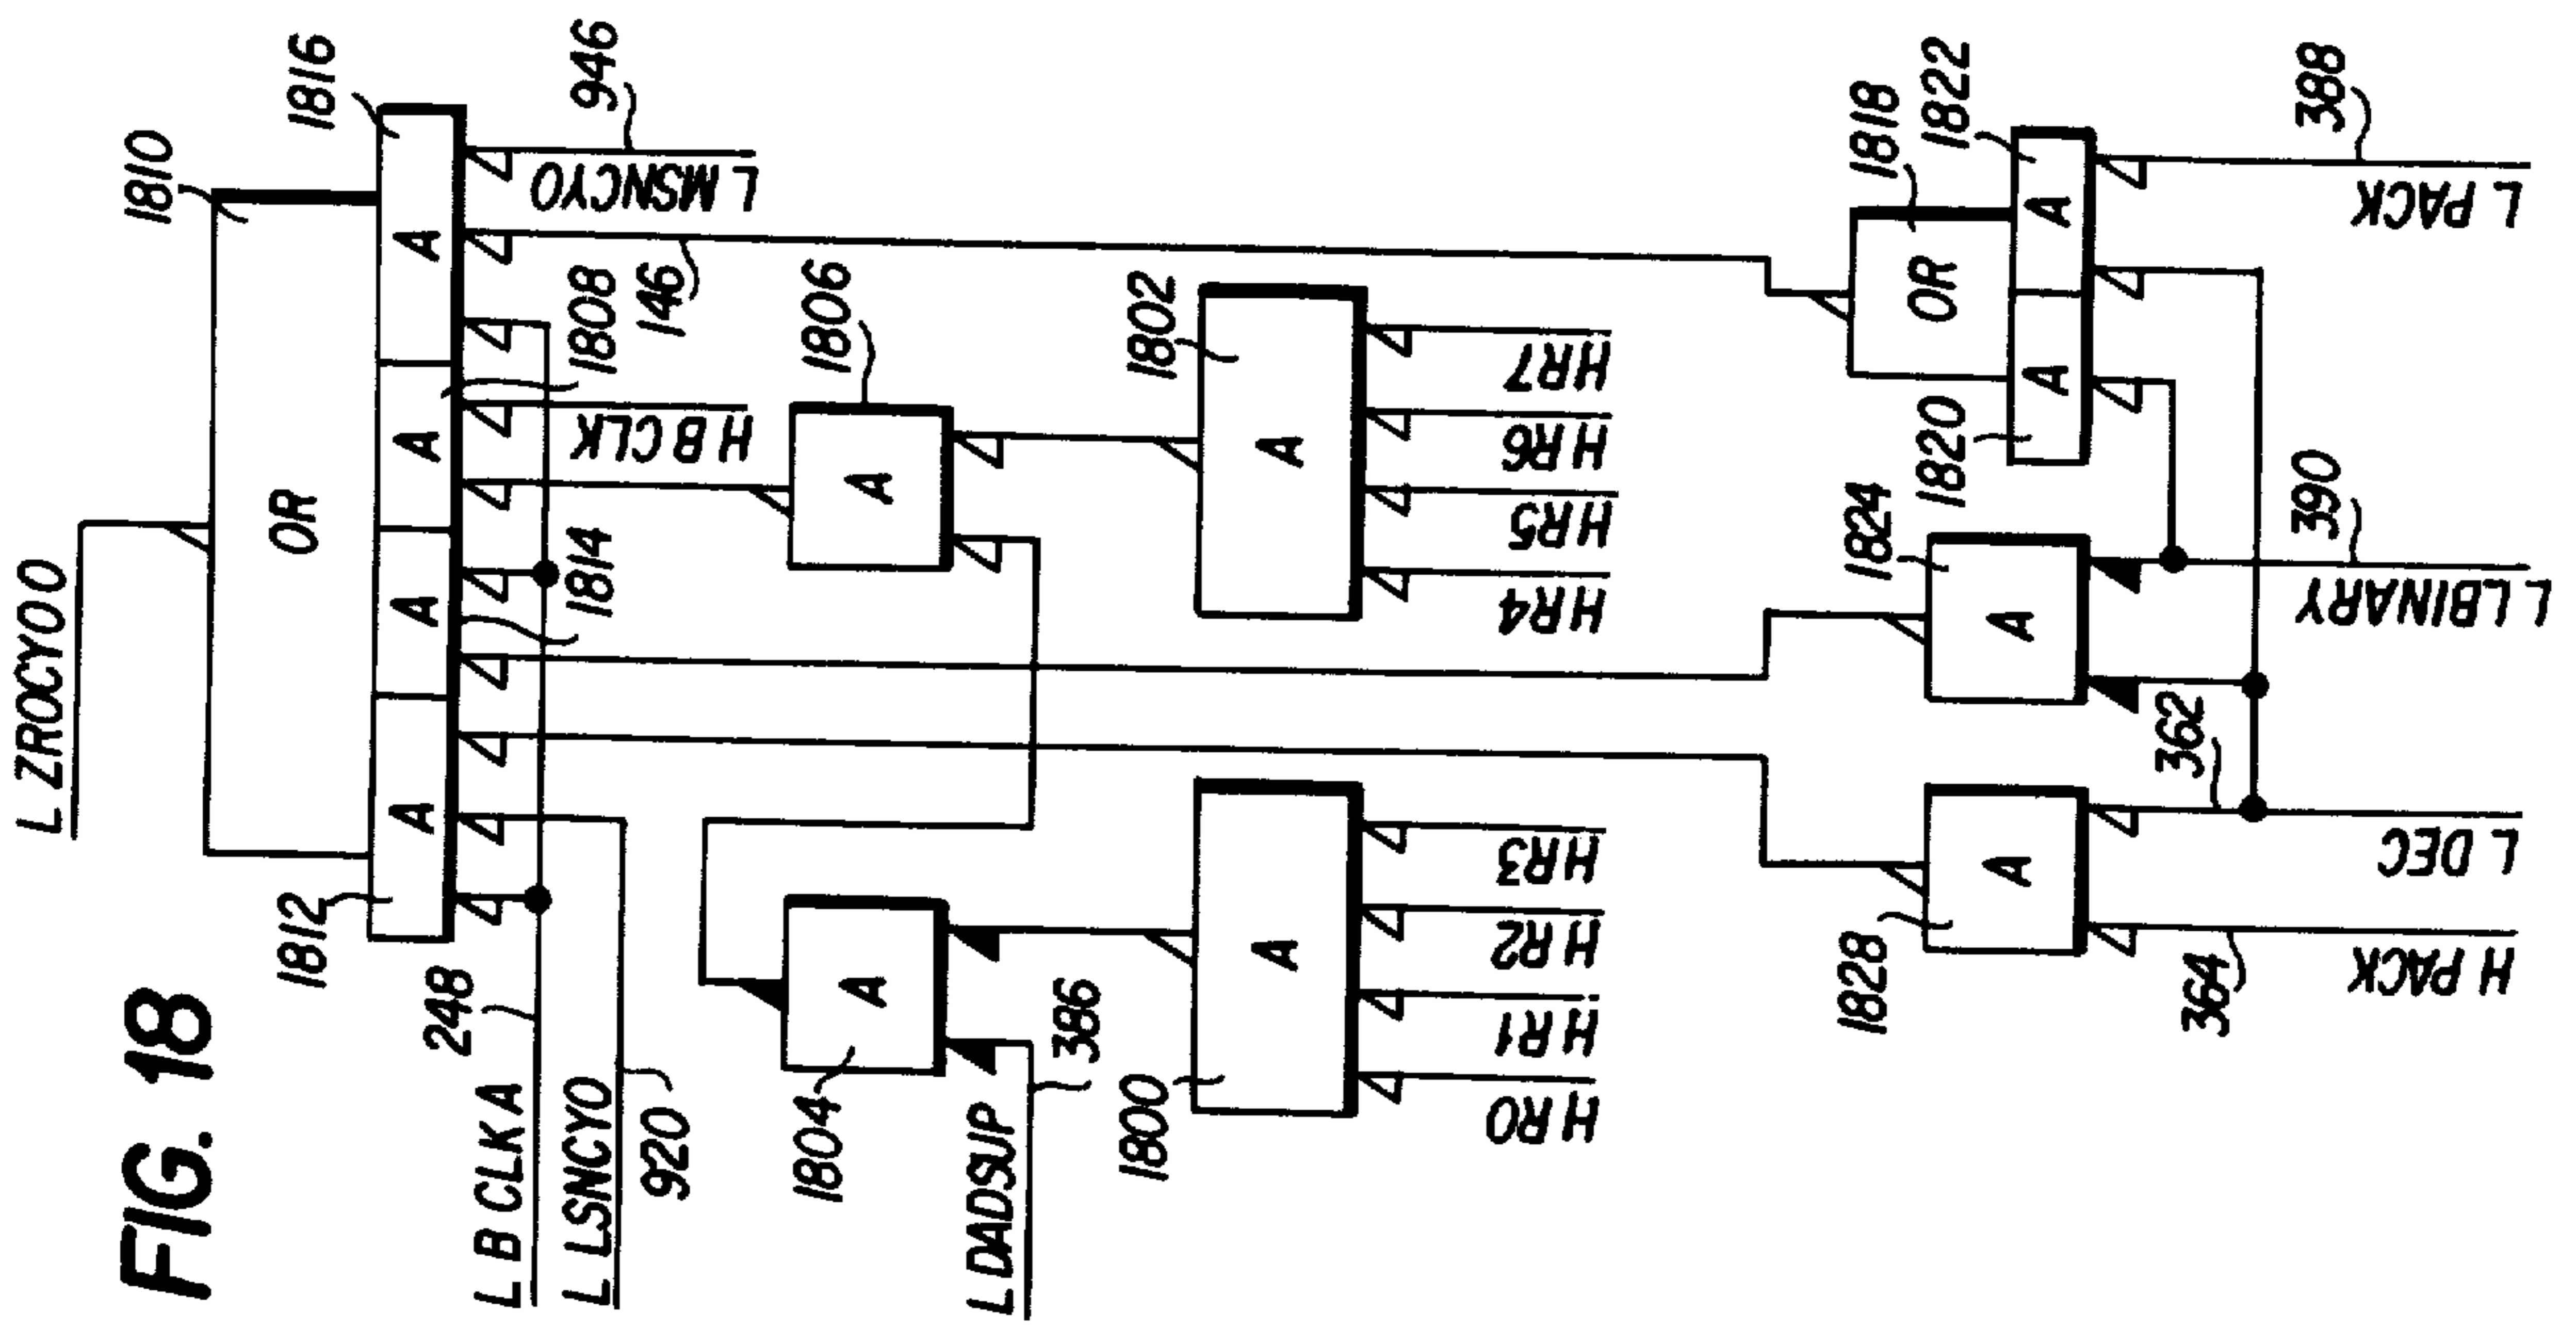 FIG. 18
L ZROCYO O
1810
OR
1816
1812
A
A
A
A
1808
1814
248
L B CLK A
L LSNCYO
920
H B CLK
L MSNCYO
946
146
1804
A
1806
A
L DADSUP
386
1800
A
1802
A
H R0
H R1
H R2
H R3
H R4
H R5
H R6
H R7
1828
A
1824
A
1818
OR
1820
A
1822
A
364
H PACK
362
L DEC
390
L LBINARY
388
L PACK